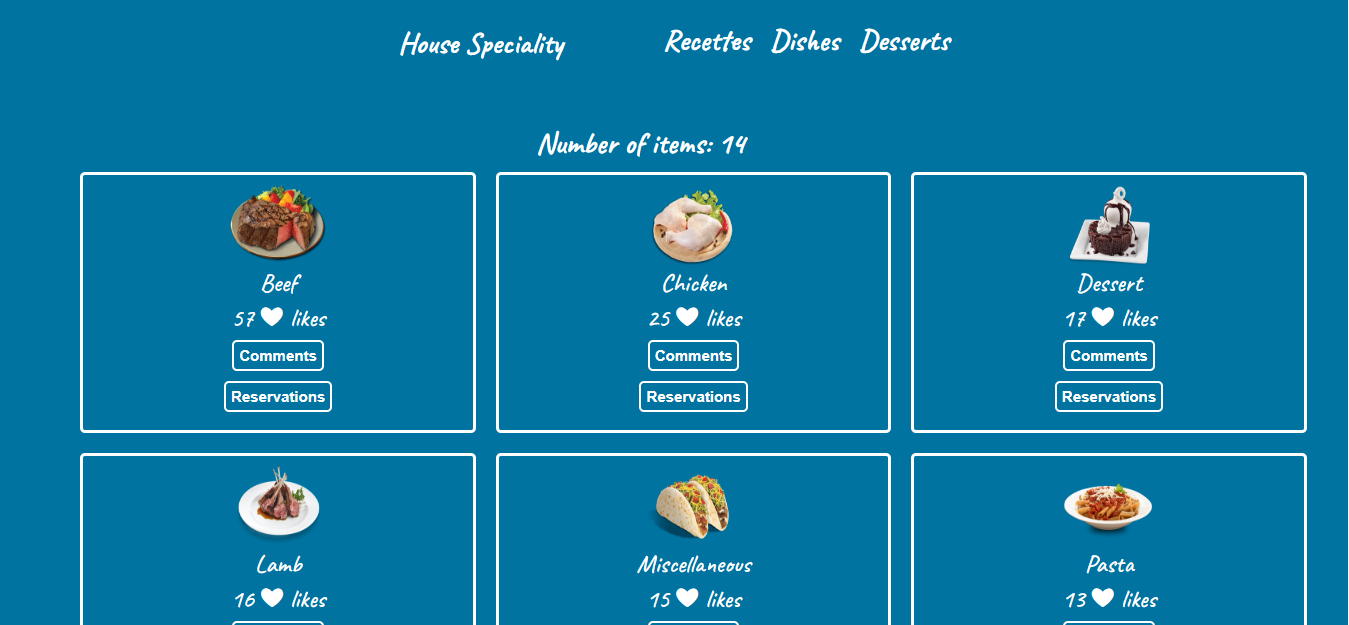 House Speciality Recettes Dishes Desserts
Number of items: 14
Beef Chicken Dessert
57 likes 25 likes 17 likes
Comments Comments Comments
Reservations Reservations Reservations
Lamb Miscellaneous Pasta
16 likes 15 likes 13 likes